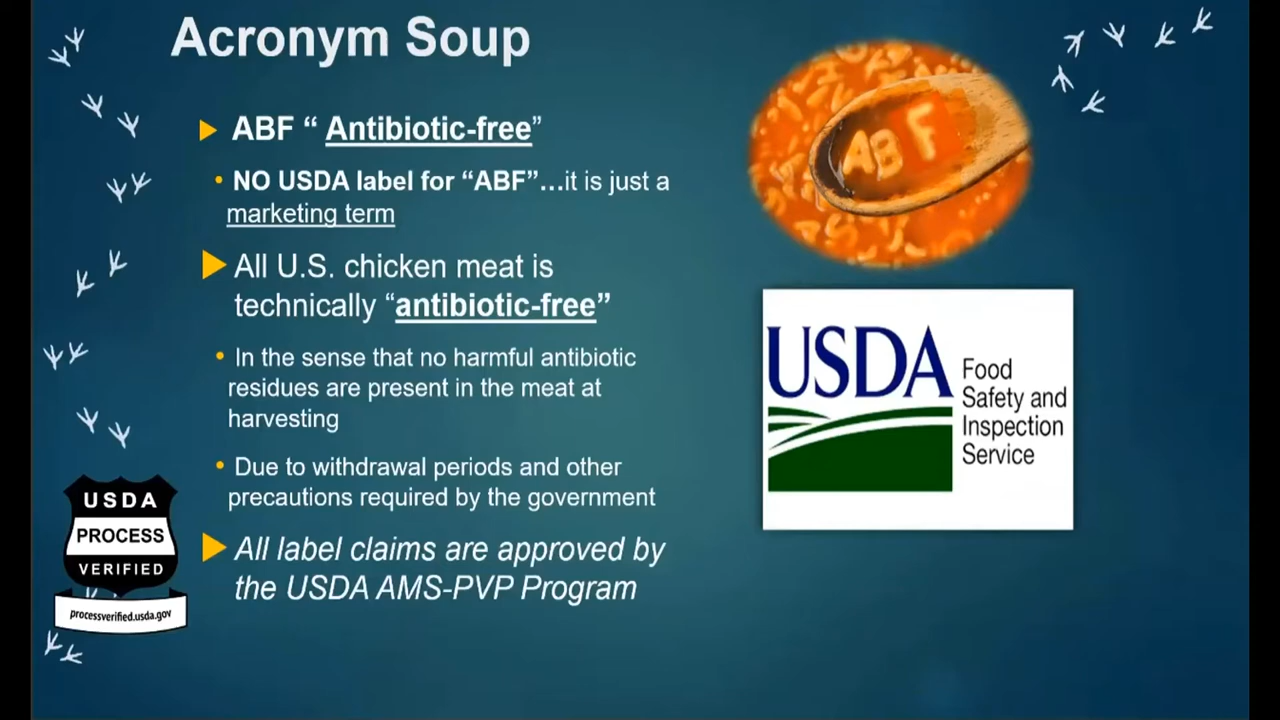 Acronym Soup
ABF “ Antibiotic-free”
NO USDA label for “ABF”…it is just a
marketing term
All U.S. chicken meat is
technically “antibiotic-free”
In the sense that no harmful antibiotic
residues are present in the meat at
harvesting
Due to withdrawal periods and other
precautions required by the government
All label claims are approved by
the USDA AMS-PVP Program
ABF
USDA
Food
Safety and
Inspection
Service
USDA
PROCESS
VERIFIED
processverified.usda.gov